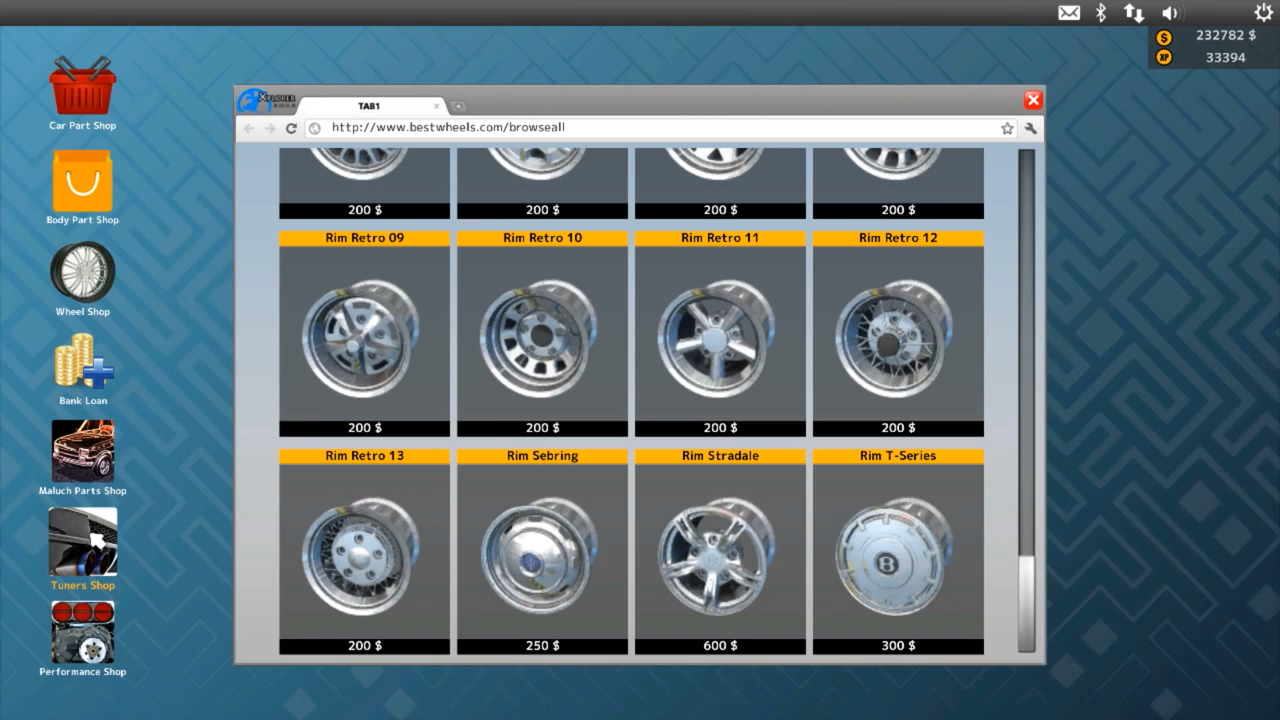 232782 $
XP 33394
XPLORER
TAB1
http://www.bestwheels.com/browseall
Car Part Shop
Body Part Shop
Wheel Shop
Bank Loan
Maluch Parts Shop
Tuners Shop
Performance Shop
200 $ 200 $ 200 $ 200 $
Rim Retro 09 Rim Retro 10 Rim Retro 11 Rim Retro 12
200 $ 200 $ 200 $ 200 $
Rim Retro 13 Rim Sebring Rim Stradale Rim T-Series
B
200 $ 250 $ 600 $ 300 $